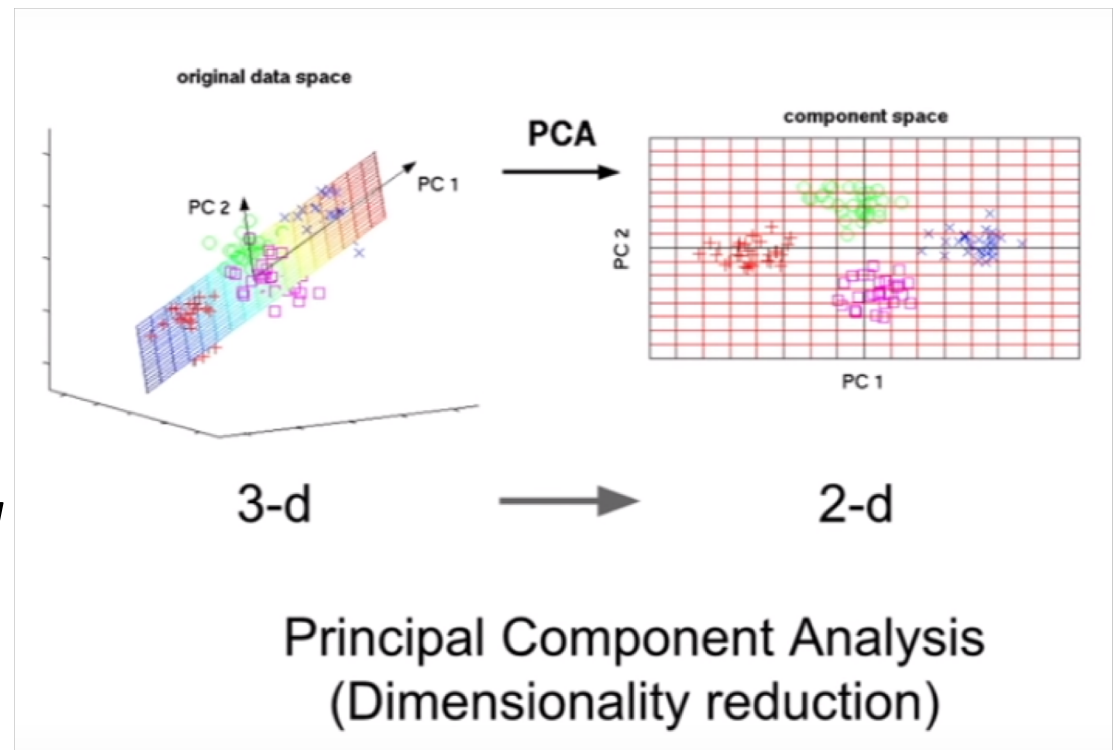 original data space
PC 1
PC 2
PCA
component space
PC 2
PC 1
3-d
2-d
Principal Component Analysis
(Dimensionality reduction)